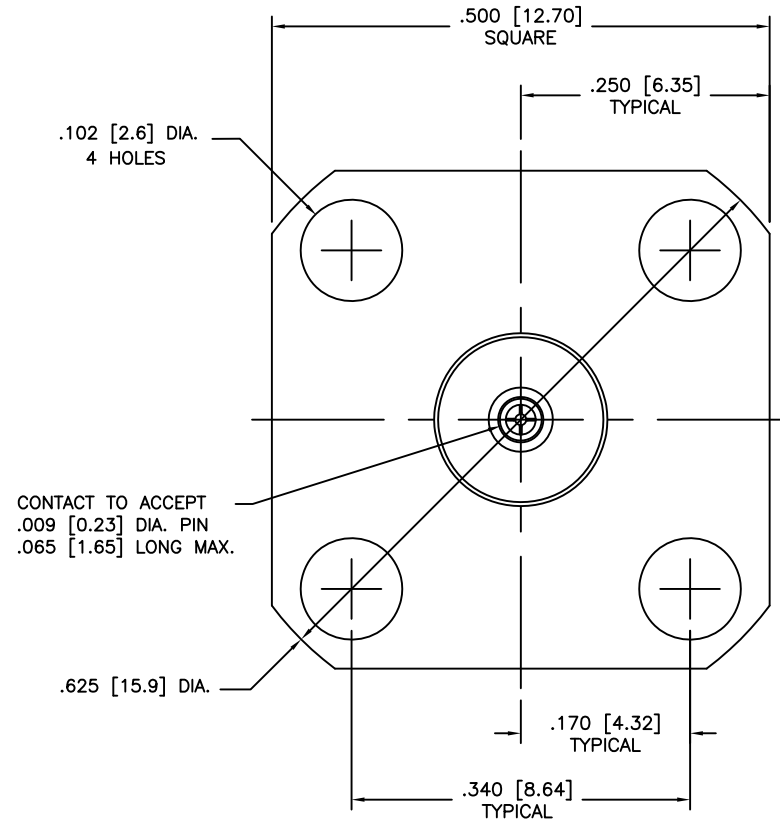 .500 [12.70]
SQUARE
.250 [6.35]
TYPICAL
.102 [2.6] DIA.
4 HOLES
CONTACT TO ACCEPT
.009 [0.23] DIA. PIN
.065 [1.65] LONG MAX.
.625 [15.9] DIA.
.170 [4.32]
TYPICAL
.340 [8.64]
TYPICAL